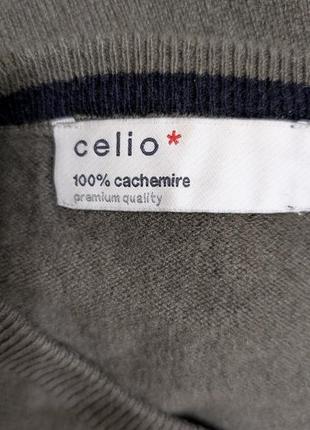 celio*
100% cachemire
premium quality